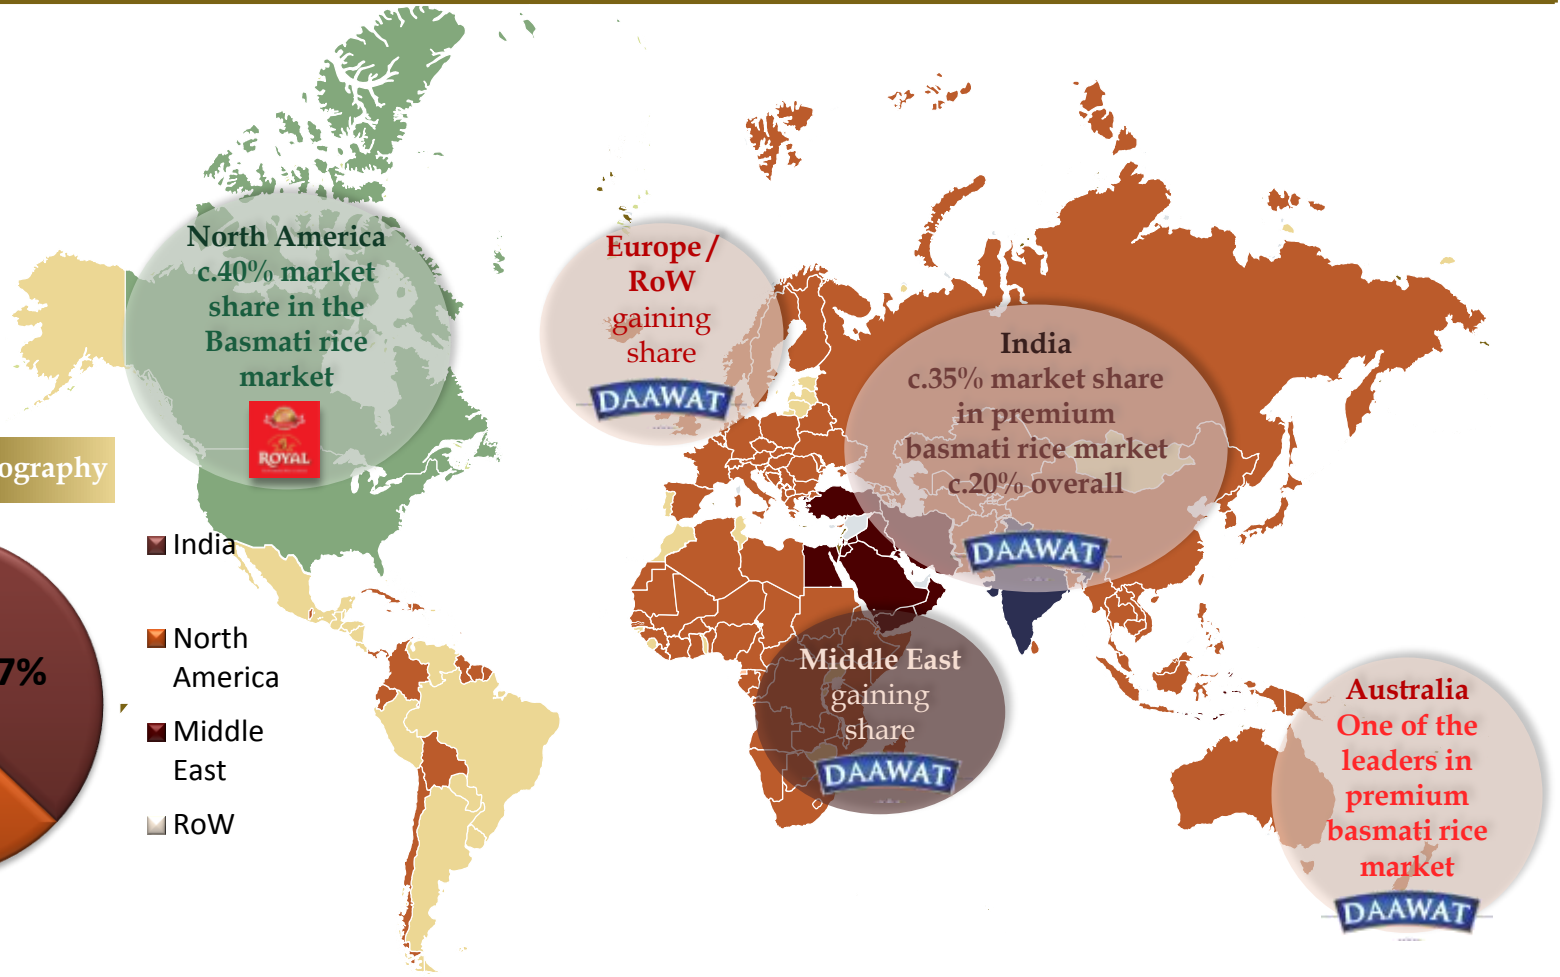 North America
c.40% market
share in the
Basmati rice
market
ROYAL
Europe /
RoW
gaining
share
DAAWAT
India
c.35% market share
in premium
basmati rice market
c.20% overall
DAAWAT
ography
7%
India
North
America
Middle
East
RoW
Middle East
gaining
share
DAAWAT
Australia
One of the
leaders in
premium
basmati rice
market
DAAWAT